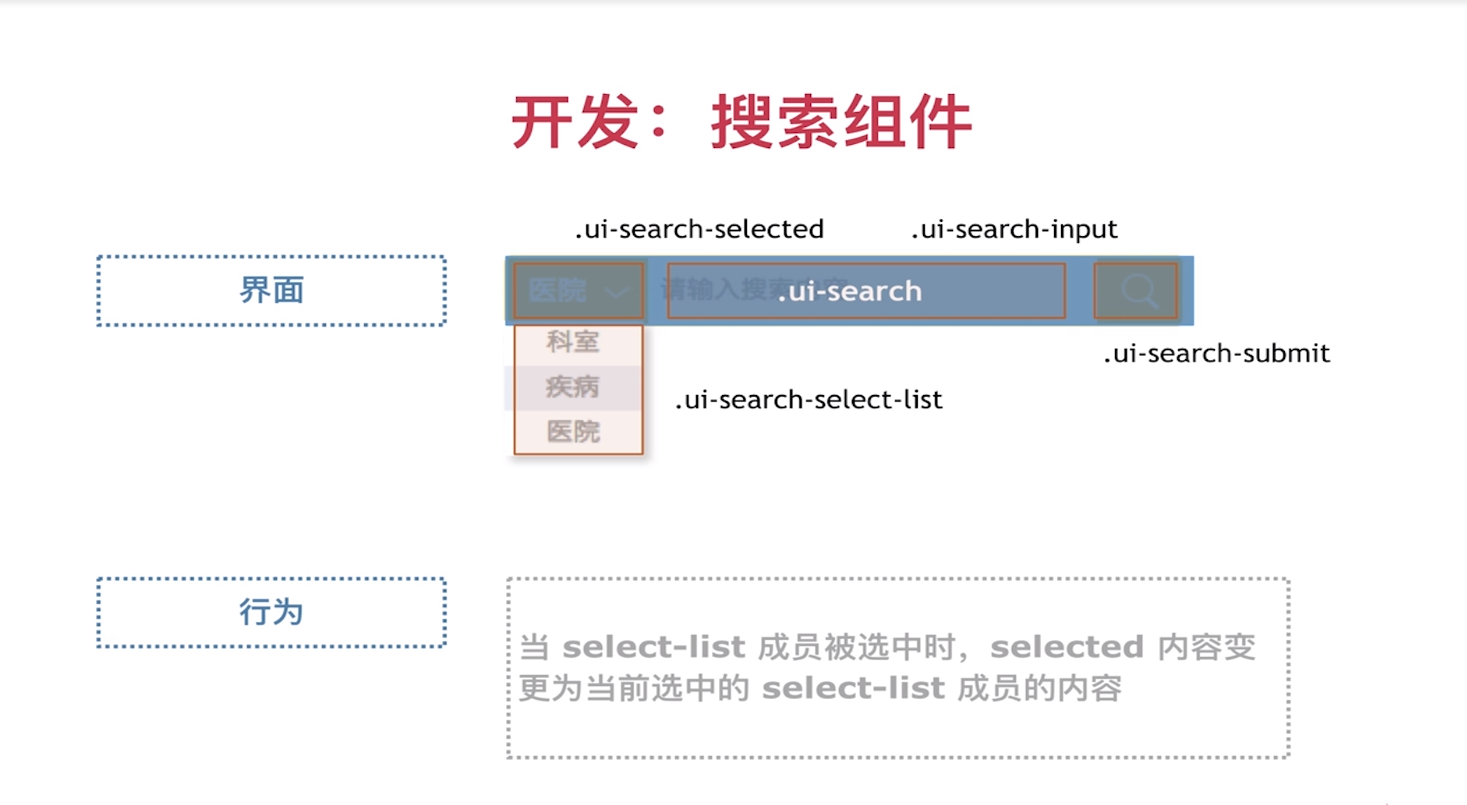 开发：搜索组件
.ui-search-selected
.ui-search-input
界面
医院
请输入搜索内容
.ui-search
科室
疾病
医院
.ui-search-submit
.ui-search-select-list
行为
当 select-list 成员被选中时，selected 内容变
更为当前选中的 select-list 成员的内容